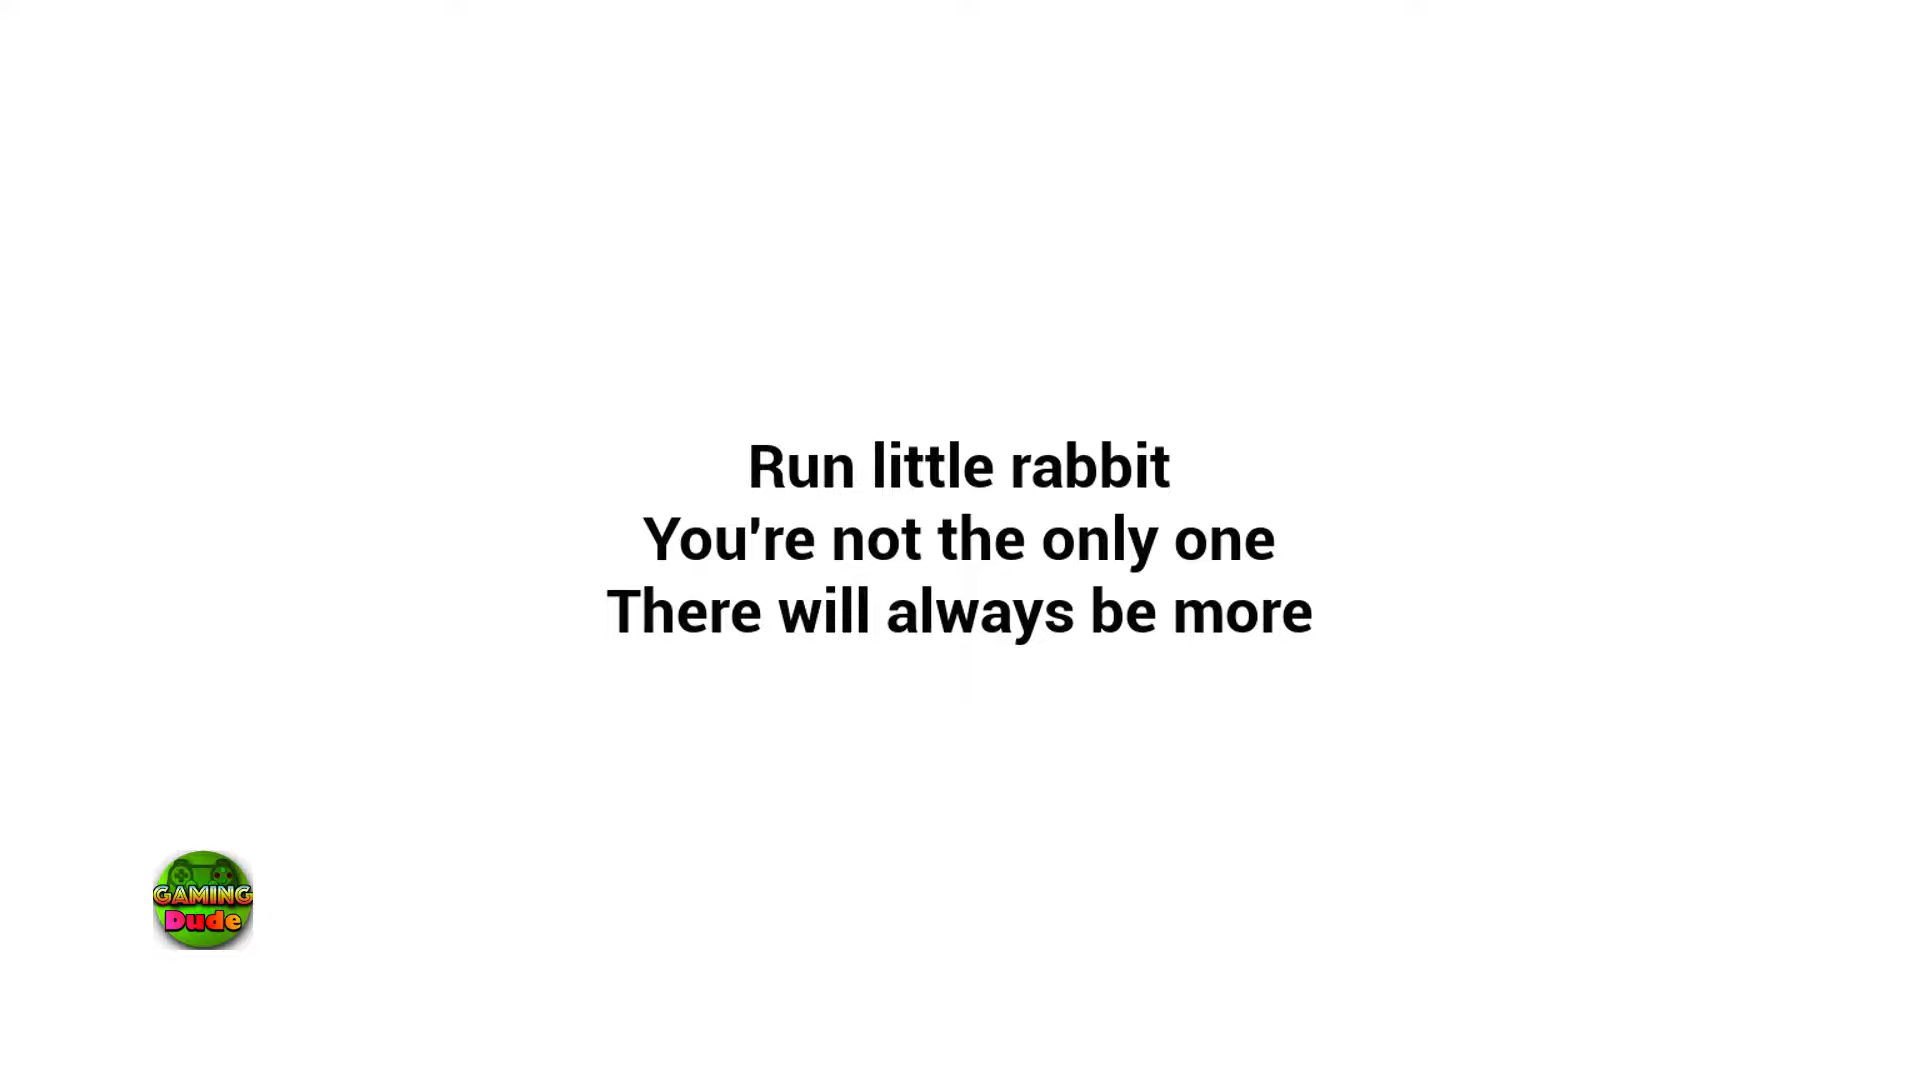 Run little rabbit
You're not the only one
There will always be more
GAMING
Dude